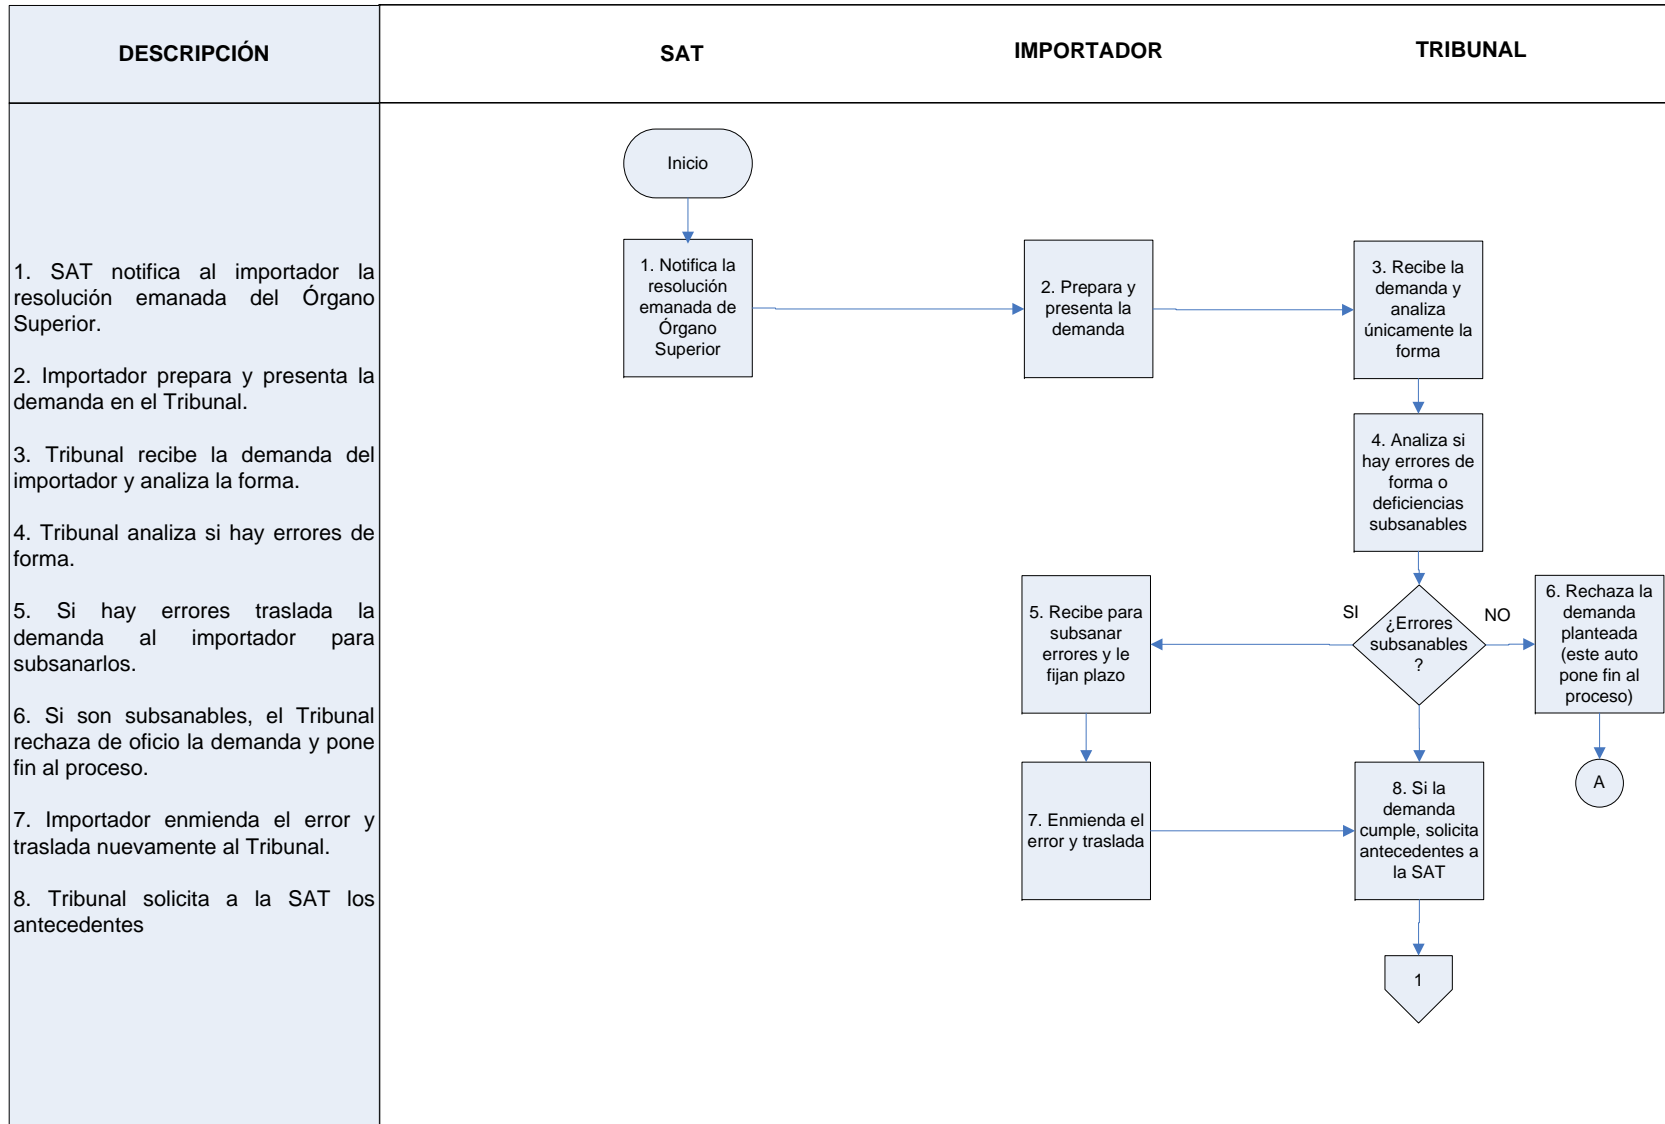 DESCRIPCIÓN
SAT
IMPORTADOR
TRIBUNAL
1. SAT notifica al importador la
resolución emanada del Órgano
Superior.
2. Importador prepara y presenta la
demanda en el Tribunal.
3. Tribunal recibe la demanda del
importador y analiza la forma.
4. Tribunal analiza si hay errores de
forma.
5. Si hay errores traslada la
demanda al importador para
subsanarlos.
6. Si son subsanables, el Tribunal
rechaza de oficio la demanda y pone
fin al proceso.
7. Importador enmienda el error y
traslada nuevamente al Tribunal.
8. Tribunal solicita a la SAT los
antecedentes
Inicio
1. Notifica la
resolución
emanada de
Órgano
Superior
2. Prepara y
presenta la
demanda
3. Recibe la
demanda y
analiza
únicamente la
forma
4. Analiza si
hay errores de
forma o
deficiencias
subsanables
¿Errores
subsanables
?
SI
NO
5. Recibe para
subsanar
errores y le
fijan plazo
6. Rechaza la
demanda
planteada
(este auto
pone fin al
proceso)
A
7. Enmienda el
error y traslada
8. Si la
demanda
cumple, solicita
antecedentes a
la SAT
1